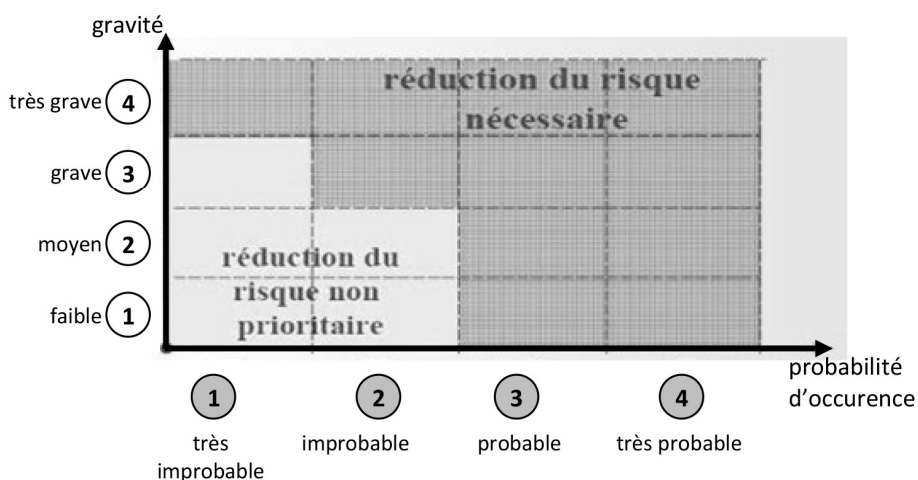 gravité
très grave 4
réduction du risque
nécessaire
grave 3
moyen 2
réduction du
risque non
prioritaire
faible 1
probabilité
d'occurence
1 2 3 4
très
improbable
improbable
probable
très probable